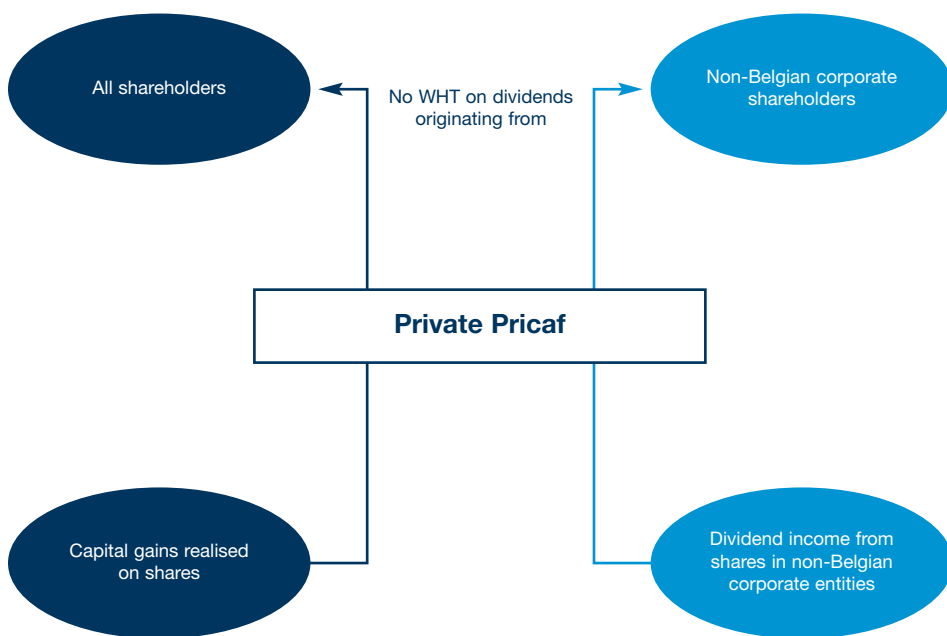 All shareholders
No WHT on dividends
originating from
Non-Belgian corporate
shareholders
Private Pricaf
Capital gains realised
on shares
Dividend income from
shares in non-Belgian
corporate entities